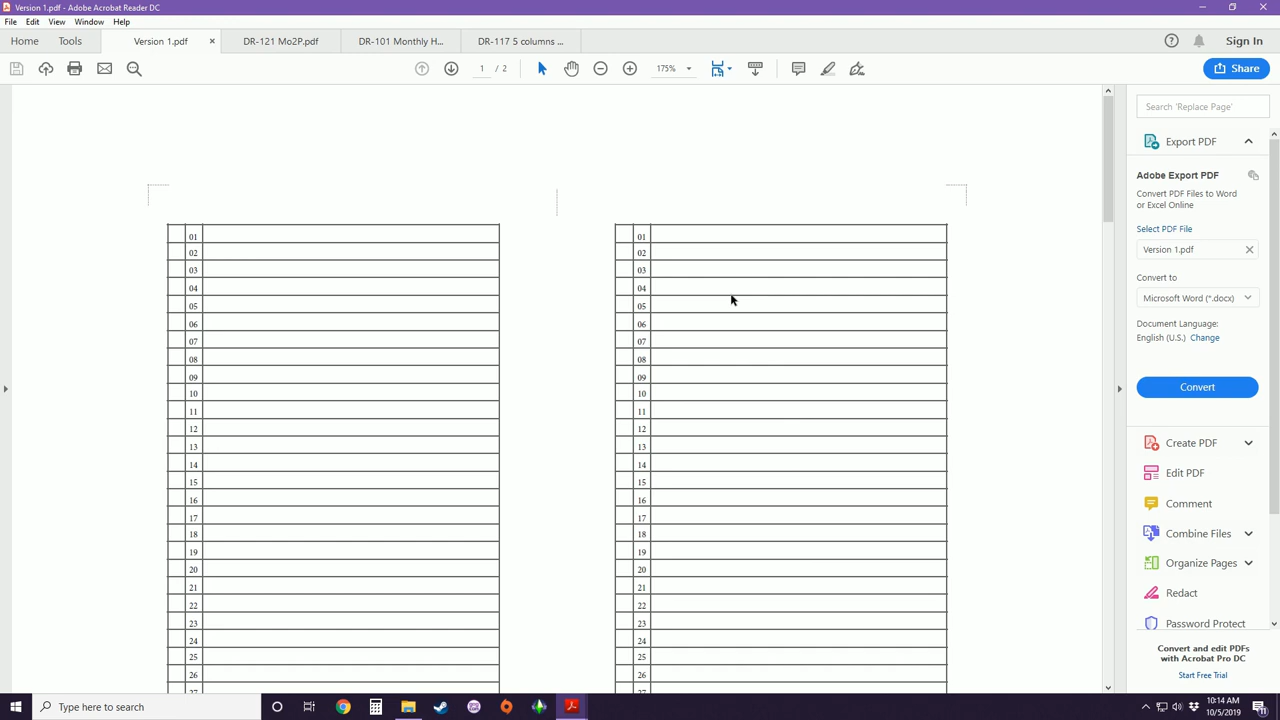 Version 1.pdf - Adobe Acrobat Reader DC
File Edit View Window Help
Home Tools Version 1.pdf × DR-121 Mo2P.pdf DR-101 Monthly H... DR-117 5 columns ... Sign In
1 / 2 175% Share
Search 'Replace Page'
Export PDF
Adobe Export PDF
Convert PDF Files to Word
or Excel Online
Select PDF File
Version 1.pdf
Convert to
Microsoft Word (*.docx)
Document Language:
English (U.S.) Change
Convert
Create PDF
Edit PDF
Comment
Combine Files
Organize Pages
Redact
Password Protect
Convert and edit PDFs
with Acrobat Pro DC
Start Free Trial
01 01
02 02
03 03
04 04
05 05
06 06
07 07
08 08
09 09
10 10
11 11
12 12
13 13
14 14
15 15
16 16
17 17
18 18
19 19
20 20
21 21
22 22
23 23
24 24
25 25
26 26
27 27
Type here to search
10:14 AM
10/5/2019